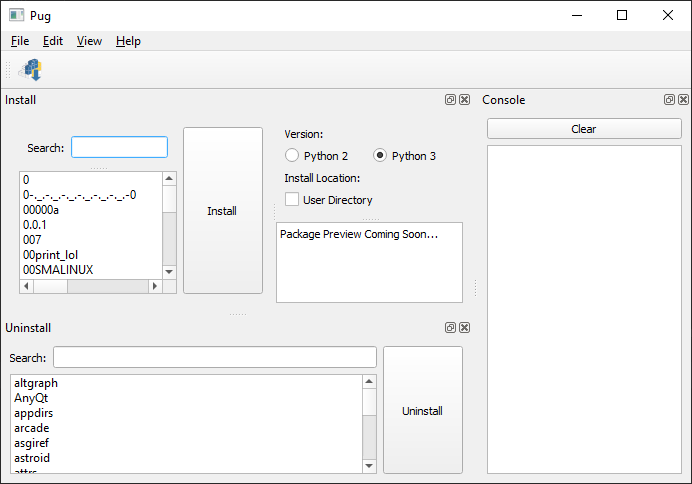 Pug
File Edit View Help
Install
Search:
0
0-._.-._.-._.-._.-._.-._.-0
00000a
0.0.1
007
00print_lol
00SMALINUX
Install
Version:
Python 2
Python 3
Install Location:
User Directory
Package Preview Coming Soon...
Uninstall
Search:
altgraph
AnyQt
appdirs
arcade
asgiref
astroid
attrs
Uninstall
Console
Clear